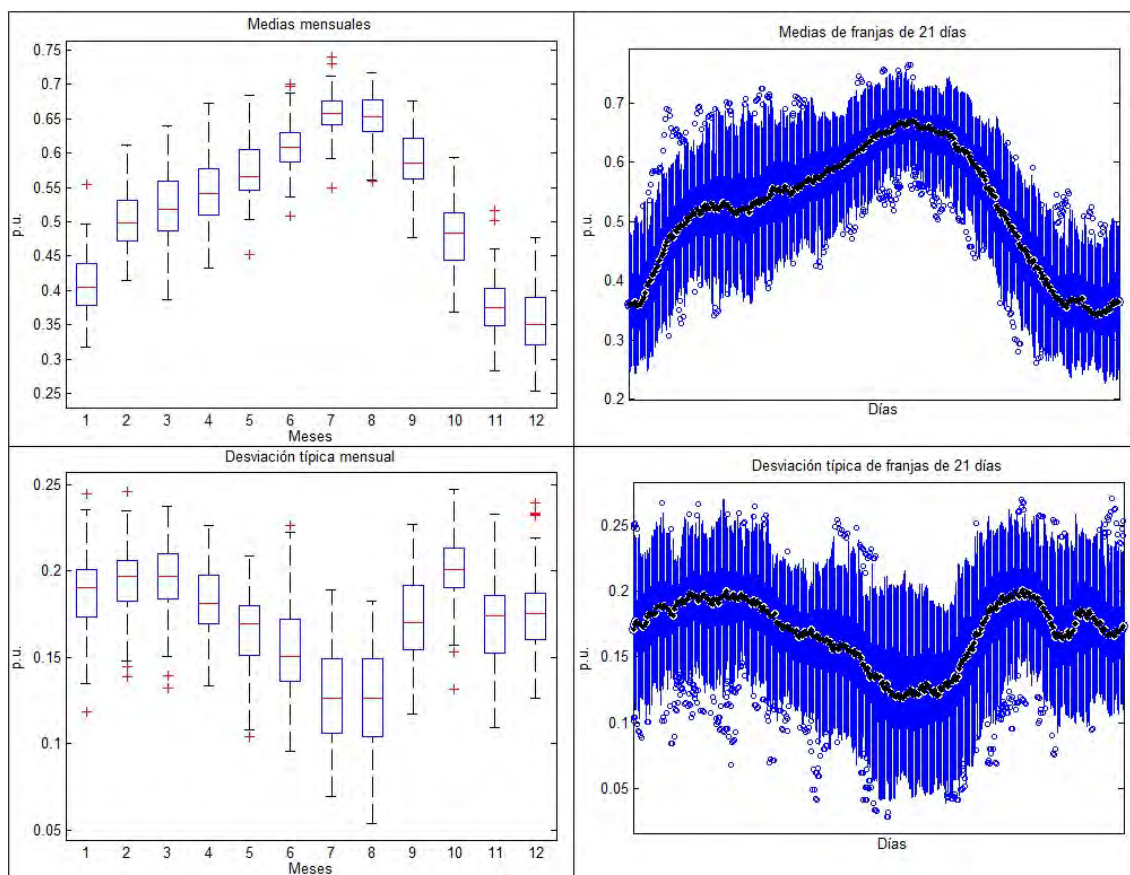 Medias mensuales
0.75
0.7
0.65
0.6
0.55
0.5
0.45
0.4
0.35
0.3
0.25
p.u.
1 2 3 4 5 6 7 8 9 10 11 12
Meses
Medias de franjas de 21 días
0.7
0.6
0.5
0.4
0.3
0.2
p.u.
Días
Desviación típica mensual
0.25
0.2
0.15
0.1
0.05
p.u.
1 2 3 4 5 6 7 8 9 10 11 12
Meses
Desviación típica de franjas de 21 días
0.25
0.2
0.15
0.1
0.05
p.u.
Días